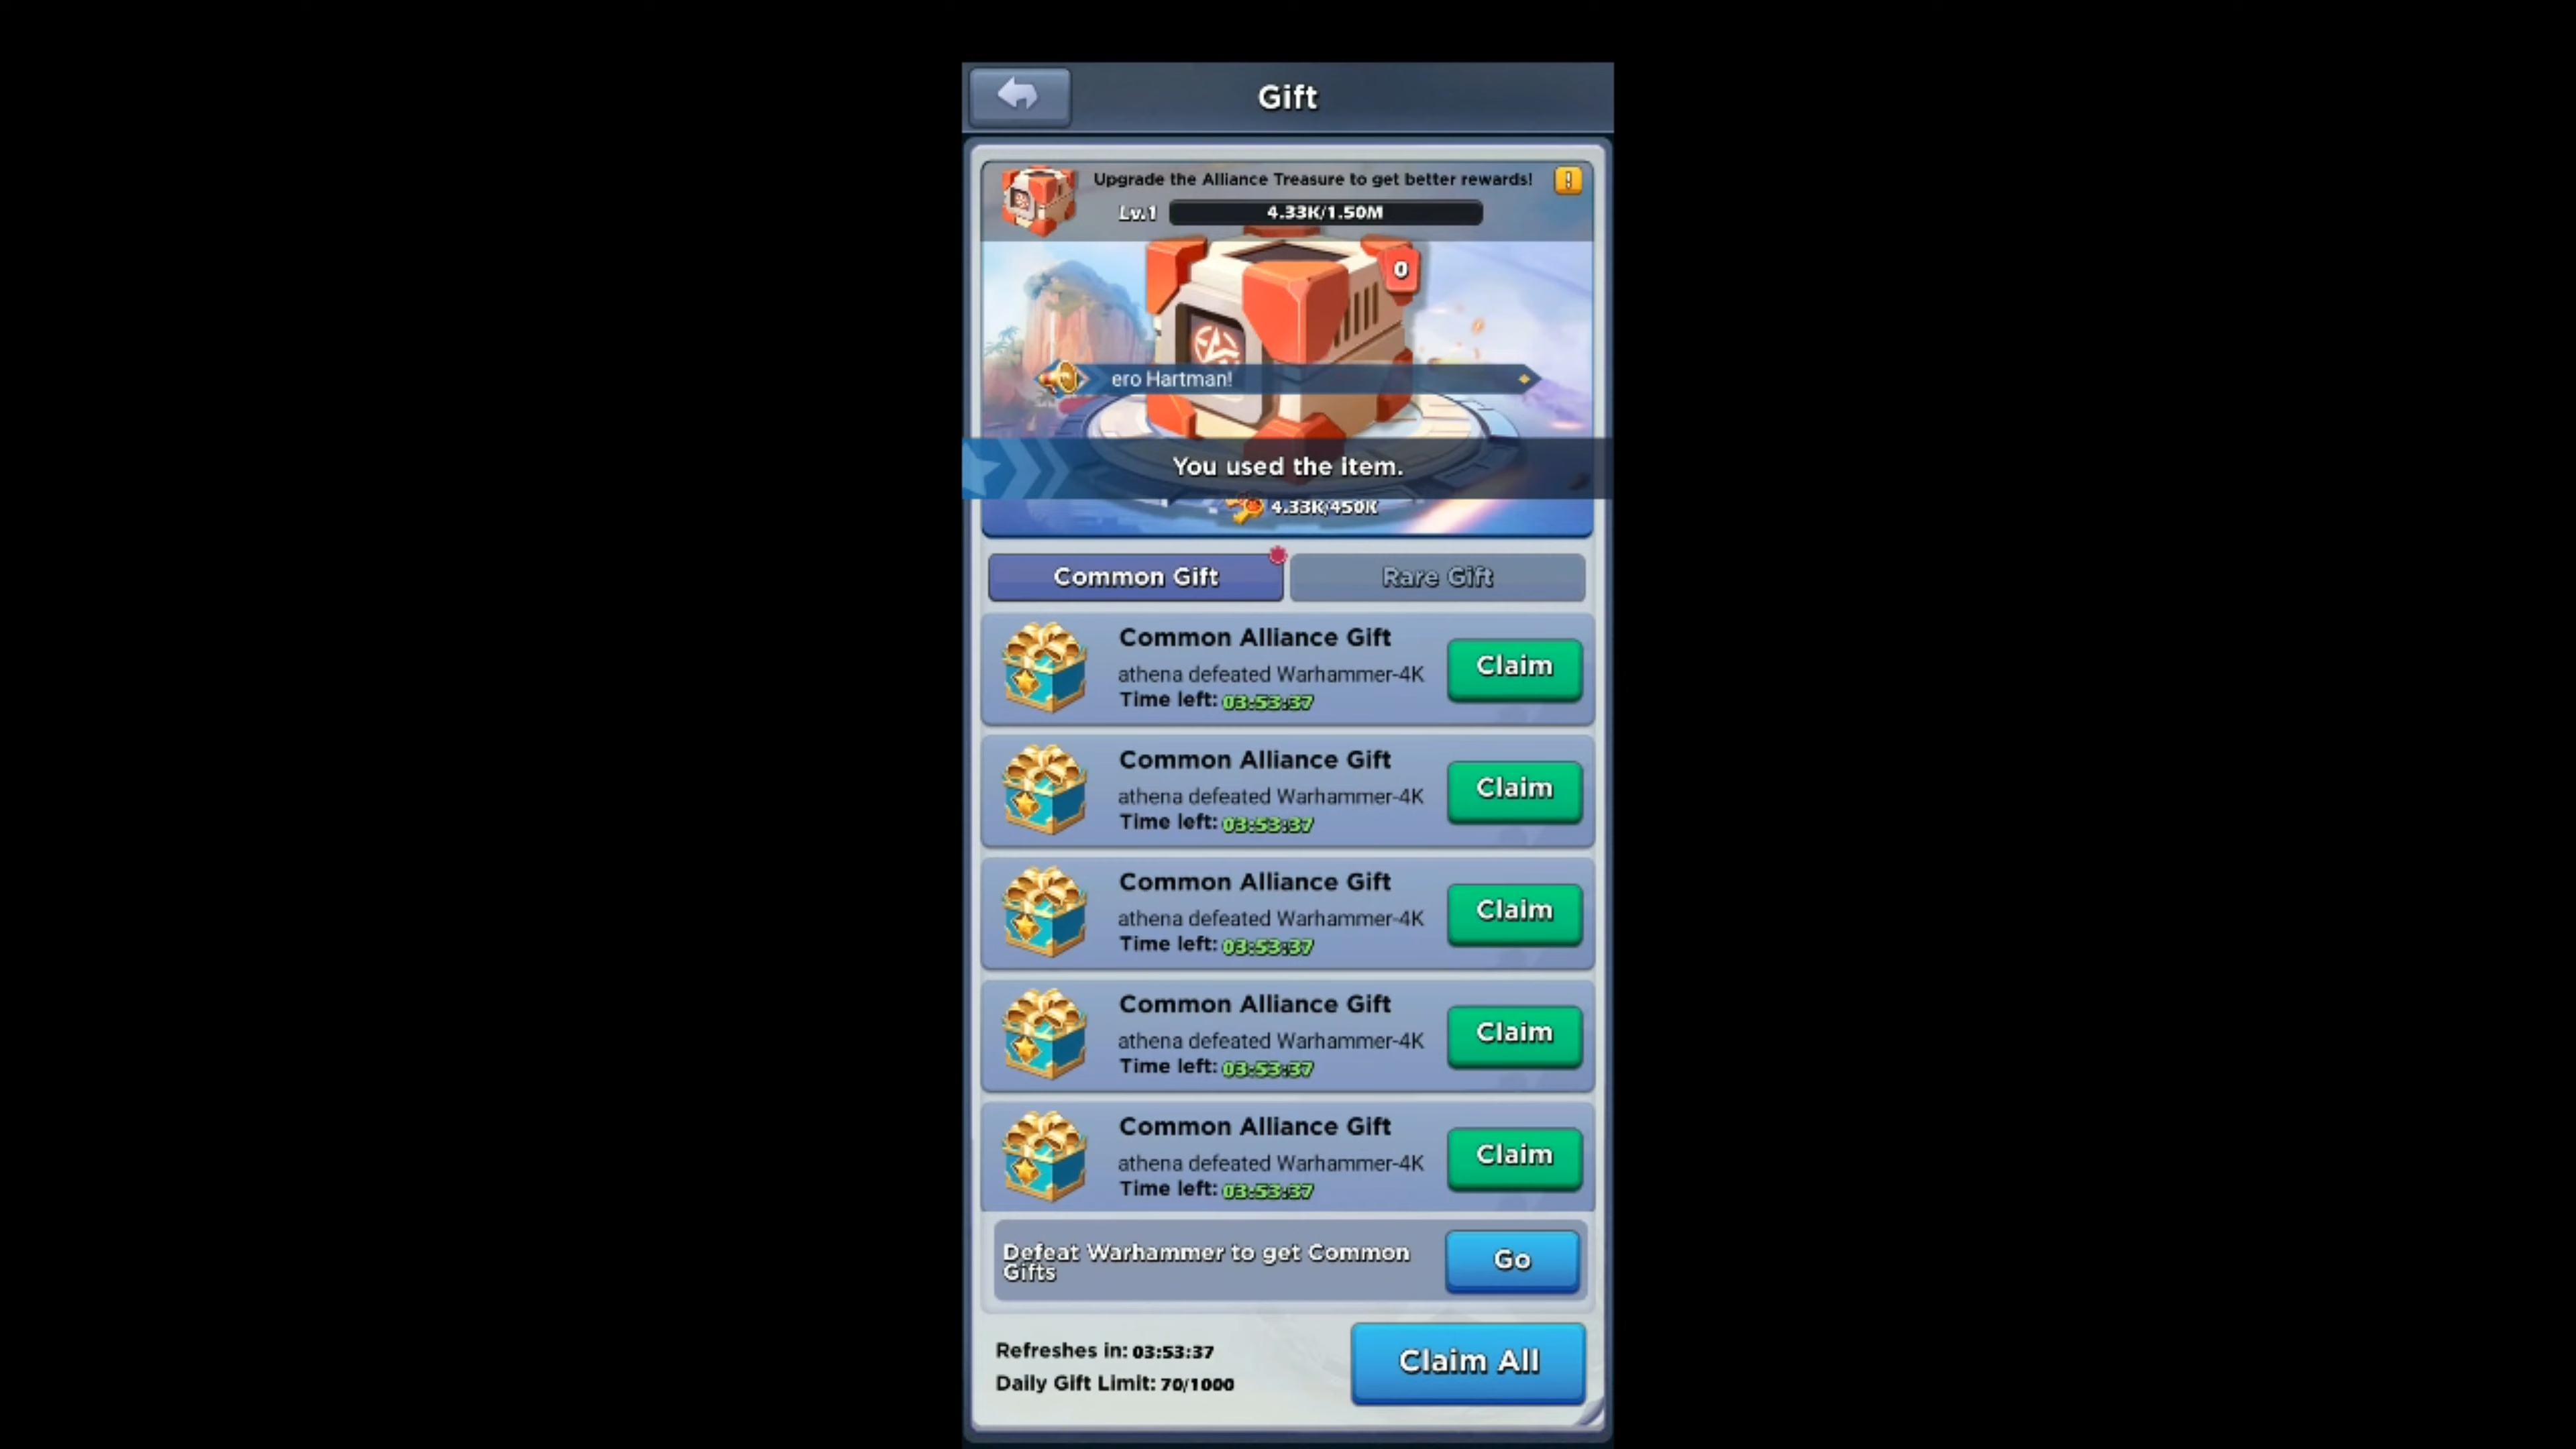 Gift
Upgrade the Alliance Treasure to get better rewards!
Lv.1
4.33K/1.50M
0
ero Hartman!
You used the item.
4.33K/450K
Common Gift
Rare Gift
Common Alliance Gift
athena defeated Warhammer-4K
Time left: 03:53:37
Claim
Common Alliance Gift
athena defeated Warhammer-4K
Time left: 03:53:37
Claim
Common Alliance Gift
athena defeated Warhammer-4K
Time left: 03:53:37
Claim
Common Alliance Gift
athena defeated Warhammer-4K
Time left: 03:53:37
Claim
Common Alliance Gift
athena defeated Warhammer-4K
Time left: 03:53:37
Claim
Defeat Warhammer to get Common
Gifts
Go
Refreshes in: 03:53:37
Daily Gift Limit: 70/1000
Claim All